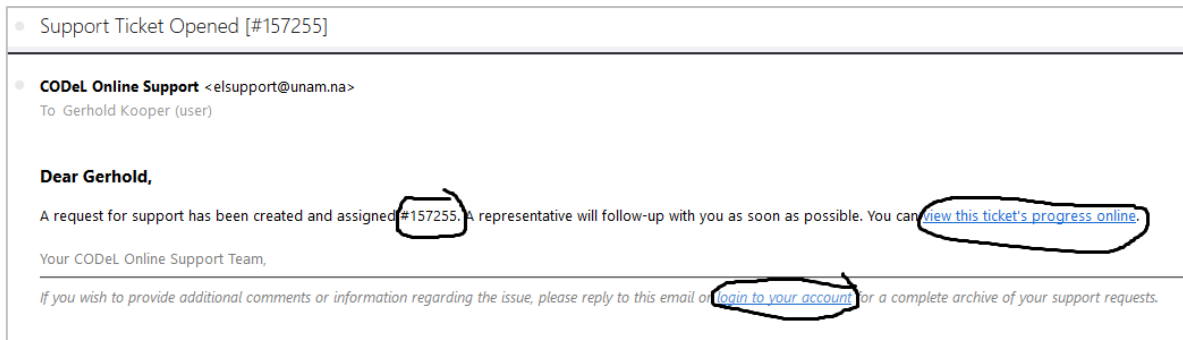 Support Ticket Opened [#157255]
CODeL Online Support <elsupport@unam.na>
To Gerhold Kooper (user)
Dear Gerhold,
A request for support has been created and assigned #157255. A representative will follow-up with you as soon as possible. You can view this ticket's progress online.
Your CODeL Online Support Team,
If you wish to provide additional comments or information regarding the issue, please reply to this email or login to your account for a complete archive of your support requests.